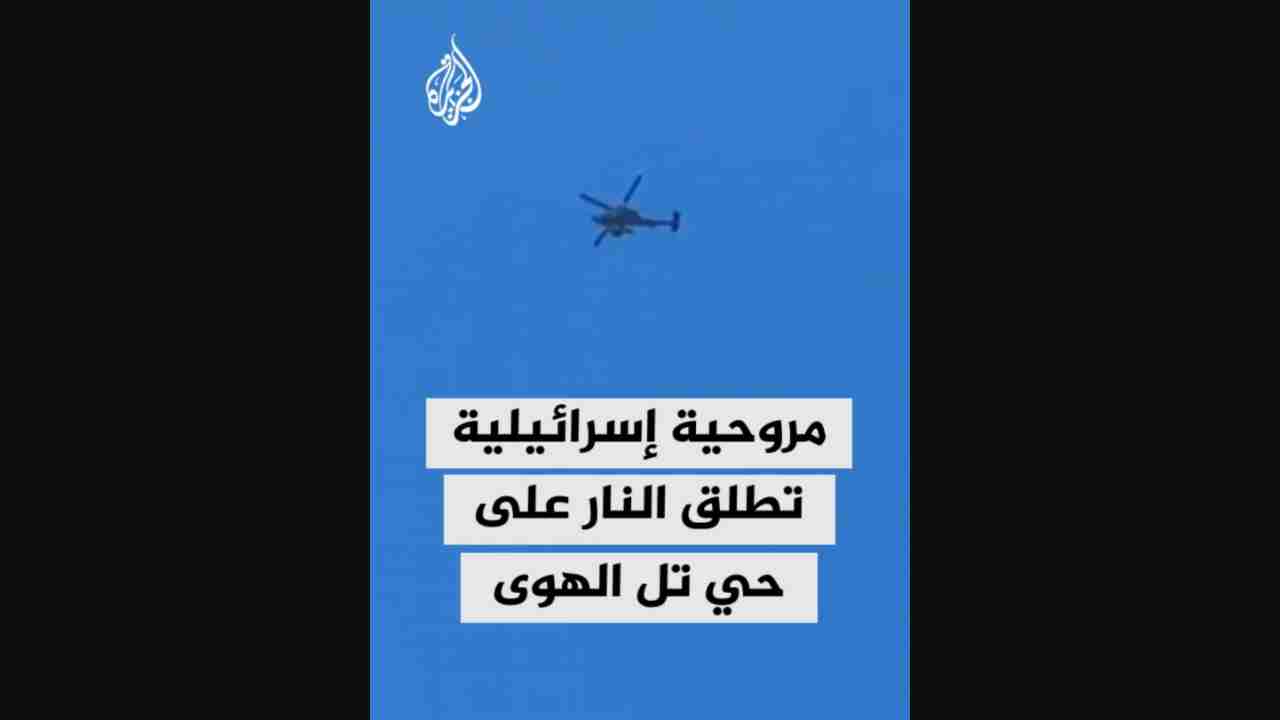 الجزيرة
مروحية إسرائيلية
تطلق النار على
حي تل الهوى